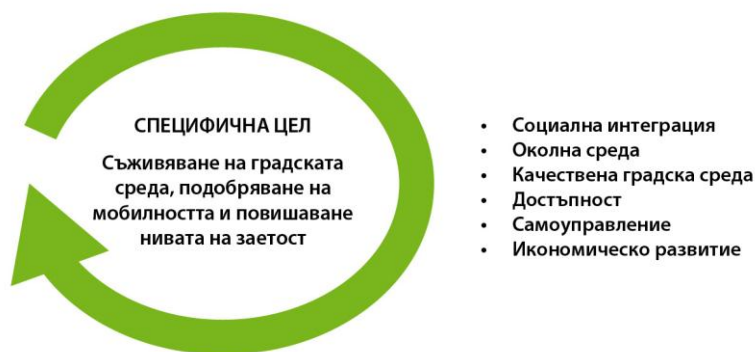 СПЕЦИФИЧНА ЦЕЛ
Съживяване на градската
среда, подобряване на
мобилността и повишаване
нивата на заетост
• Социална интеграция
• Околна среда
• Качествена градска среда
• Достъпност
• Самоуправление
• Икономическо развитие